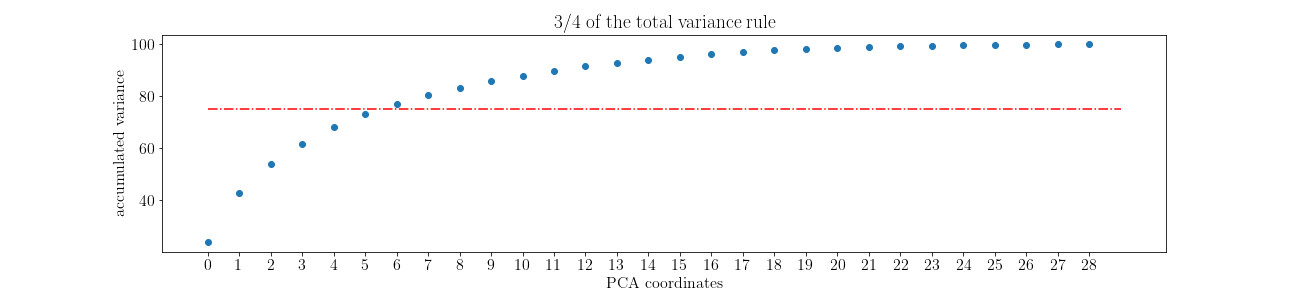 3/4 of the total variance rule
100
80
60
40
accumulated variance
0 1 2 3 4 5 6 7 8 9 10 11 12 13 14 15 16 17 18 19 20 21 22 23 24 25 26 27 28
PCA coordinates